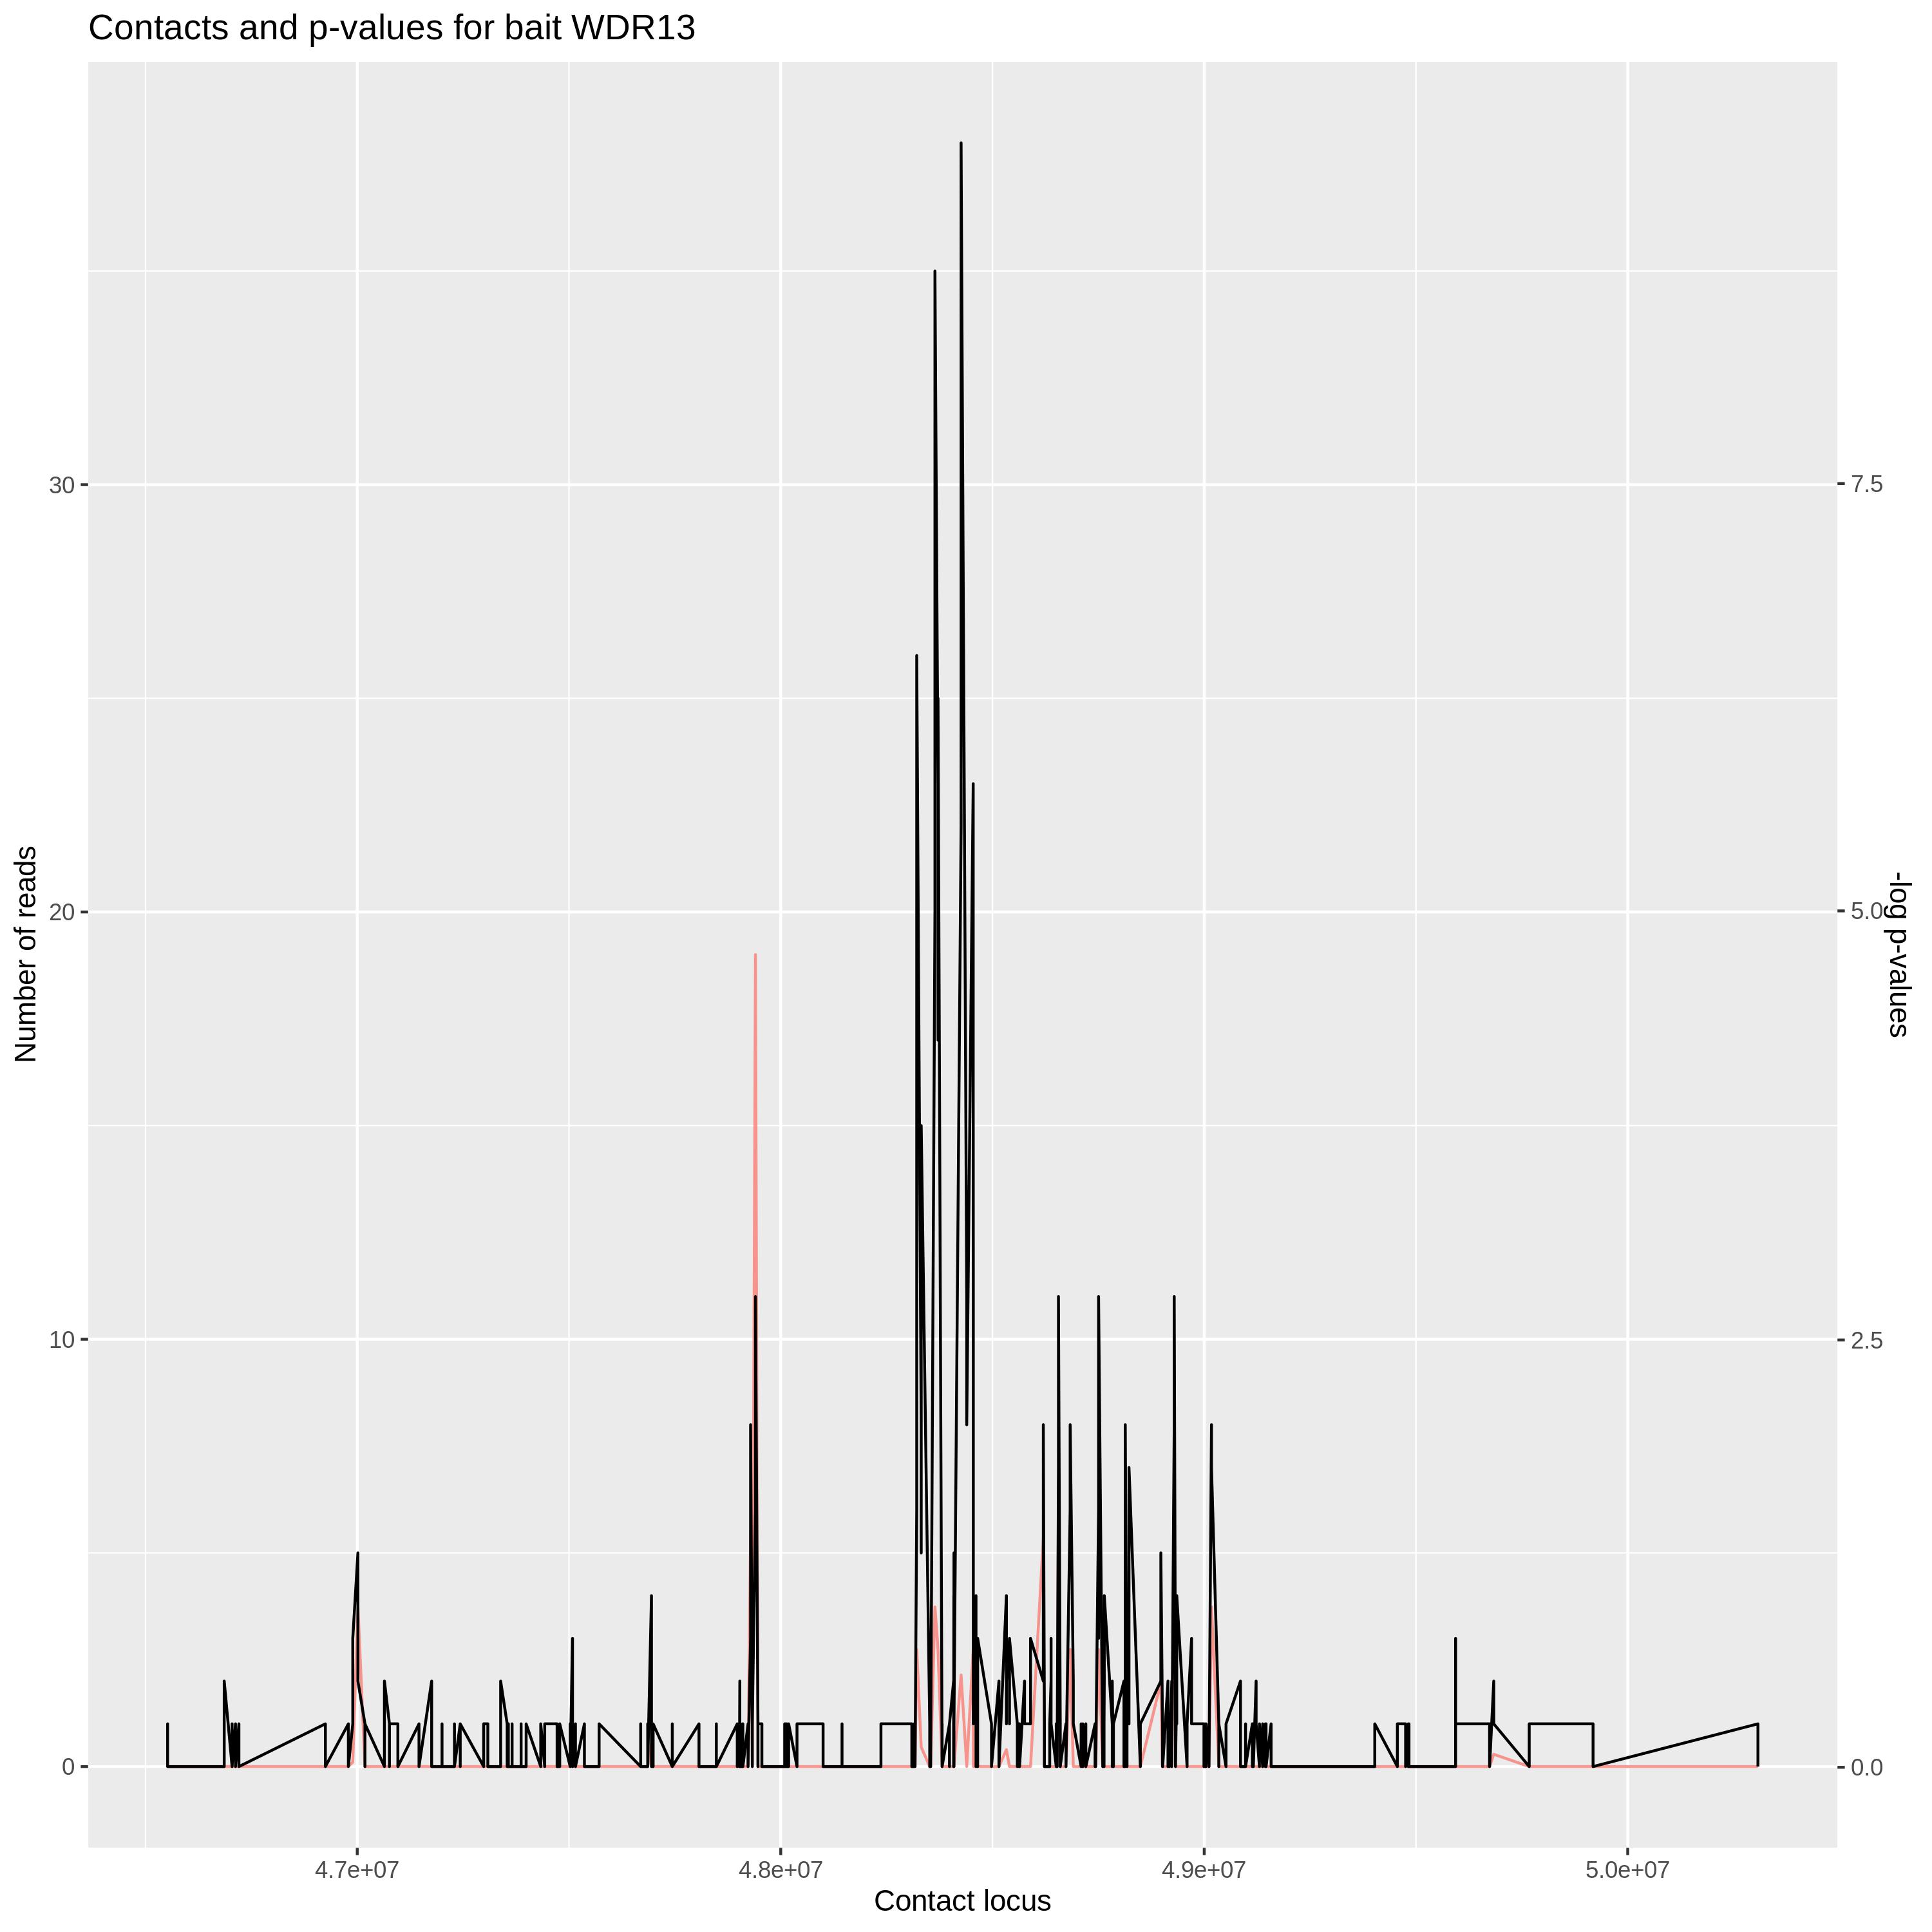 Contacts and p-values for bait WDR13
30
20
10
0
Number of reads
7.5
5.0
2.5
0.0
-log p-values
4.7e+07 4.8e+07 4.9e+07 5.0e+07
Contact locus